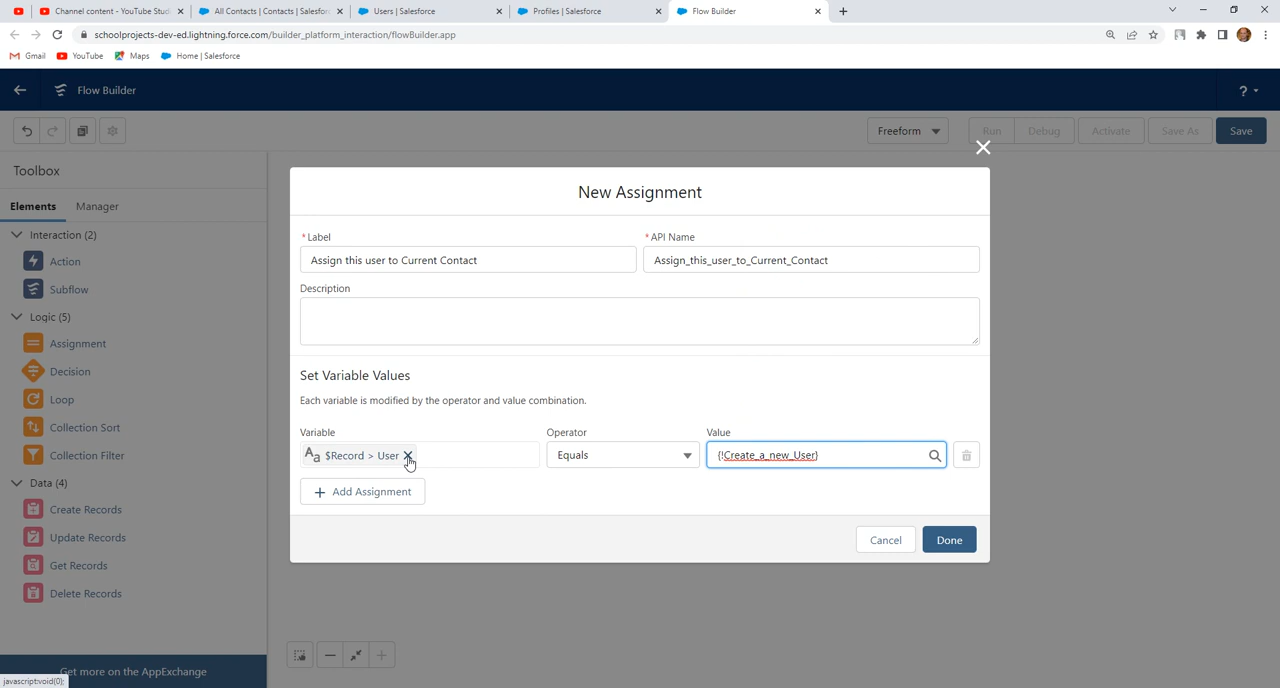 Channel content - YouTube Stud
All Contacts | Contacts | Salesfor
Users | Salesforce
Profiles | Salesforce
Flow Builder
schoolprojects-dev-ed.lightning.force.com/builder_platform_interaction/flowBuilder.app
Gmail
YouTube
Maps
Home | Salesforce
Flow Builder
?
Freeform
Run
Debug
Activate
Save As
Save
Toolbox
Elements
Manager
Interaction (2)
Action
Subflow
Logic (5)
Assignment
Decision
Loop
Collection Sort
Collection Filter
Data (4)
Create Records
Update Records
Get Records
Delete Records
Get more on the AppExchange
javascript:void(0);
New Assignment
* Label
* API Name
Assign this user to Current Contact
Assign_this_user_to_Current_Contact
Description
Set Variable Values
Each variable is modified by the operator and value combination.
Variable
Operator
Value
Aa $Record > User
Equals
{!Create_a_new_User}
+ Add Assignment
Cancel
Done